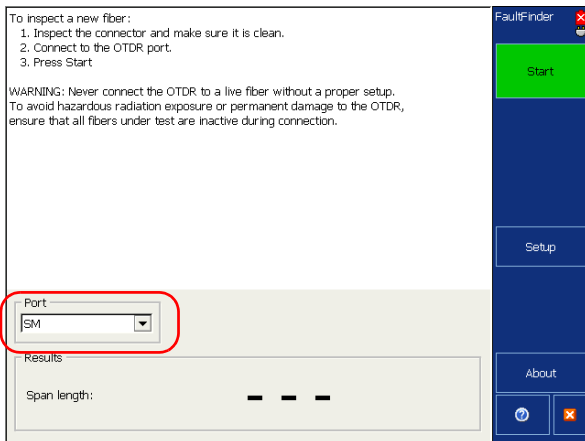 To inspect a new fiber:
1. Inspect the connector and make sure it is clean.
2. Connect to the OTDR port.
3. Press Start
WARNING: Never connect the OTDR to a live fiber without a proper setup.
To avoid hazardous radiation exposure or permanent damage to the OTDR,
ensure that all fibers under test are inactive during connection.
Port
SM
Results
Span length:
- - -
FaultFinder
Start
Setup
About
?